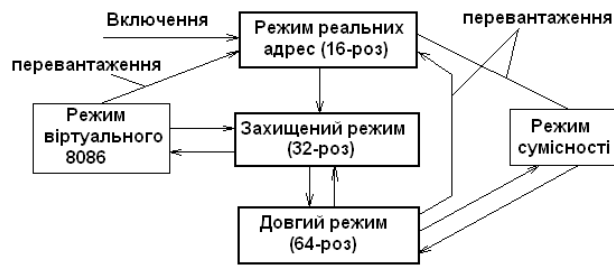 Включення
Режим реальних
адрес (16-роз)
перевантаження
перевантаження
Режим
віртуального
8086
Захищений режим
(32-роз)
Режим
сумісності
Довгий режим
(64-роз)